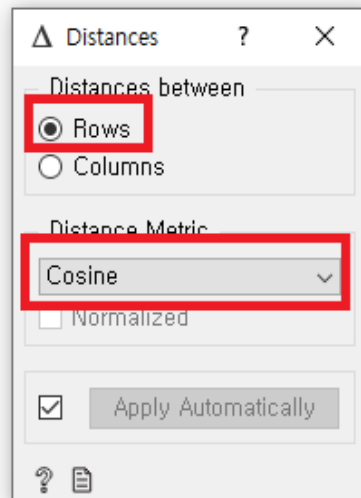 Distances ?
Distances between
Rows
Columns
Distance Metric
Cosine
Normalized
Apply Automatically
?